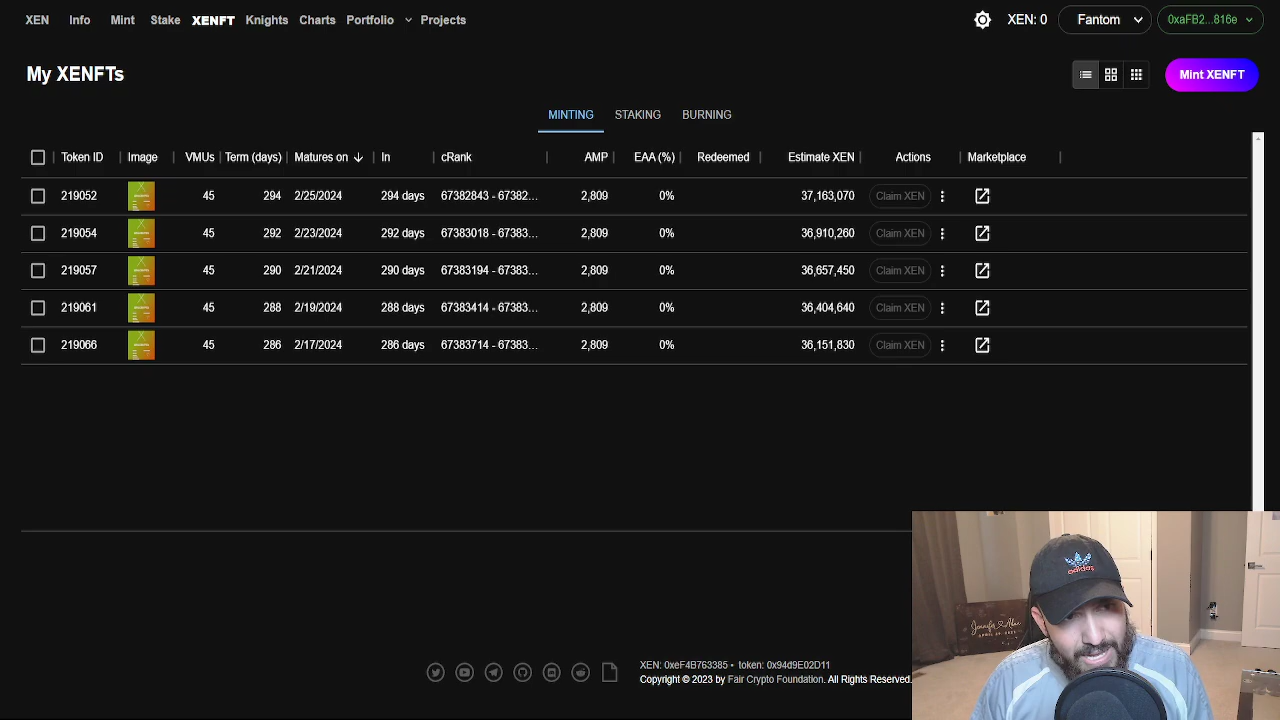 XEN Info Mint Stake XENFT Knights Charts Portfolio Projects XEN: 0 Fantom 0xaFB2...816e
My XENFTs Mint XENFT
MINTING STAKING BURNING
Token ID Image VMUs Term (days) Matures on In cRank AMP EAA (%) Redeemed Estimate XEN Actions Marketplace
219052 45 294 2/25/2024 294 days 67382843 - 67382... 2,809 0% 37,163,070 Claim XEN
219054 45 292 2/23/2024 292 days 67383018 - 67383... 2,809 0% 36,910,260 Claim XEN
219057 45 290 2/21/2024 290 days 67383131 - 67383... 2,809 0% 36,657,450 Claim XEN
219061 45 288 2/19/2024 288 days 67383414 - 67383... 2,809 0% 36,404,640 Claim XEN
219066 45 286 2/17/2024 286 days 67383714 - 67383... 2,809 0% 36,151,830 Claim XEN
adidas
XEN: 0xeF4B763385 • token: 0x94d9E02D11
Copyright © 2023 by Fair Crypto Foundation. All Rights Reserved.